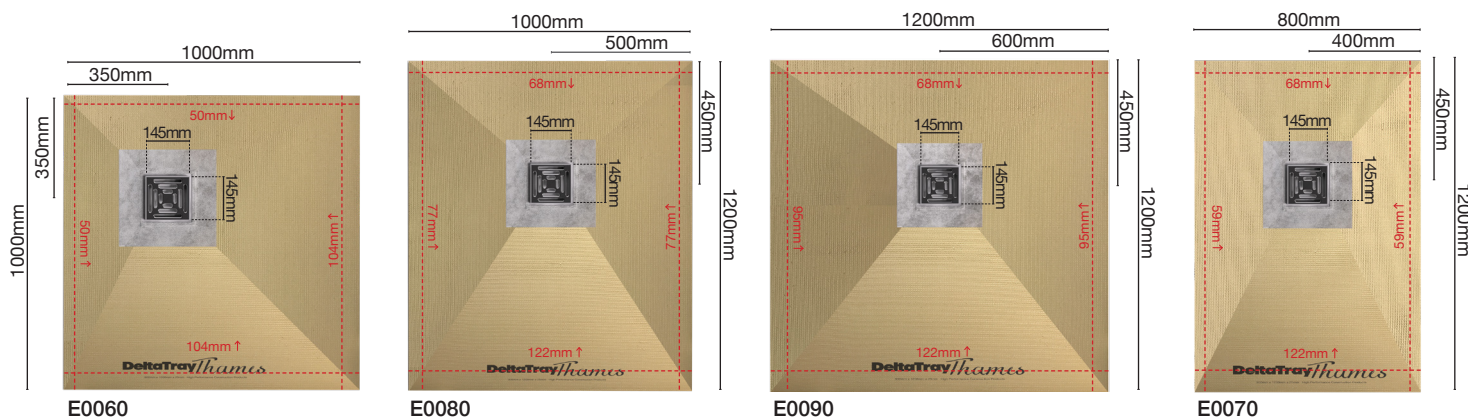 1000mm
350mm
350mm
1000mm
50mm↓
145mm
145mm
50mm↑
104mm↑
104mm↑
DeltaTray Thames
E0060
1000mm
500mm
450mm
1200mm
68mm↓
145mm
145mm
77mm↑
77mm↑
122mm↑
DeltaTray Thames
E0080
1200mm
600mm
450mm
1200mm
68mm↓
145mm
145mm
95mm↑
95mm↑
122mm↑
DeltaTray Thames
E0090
800mm
400mm
450mm
1200mm
68mm↓
145mm
145mm
59mm↑
59mm↑
122mm↑
DeltaTray Thames
E0070